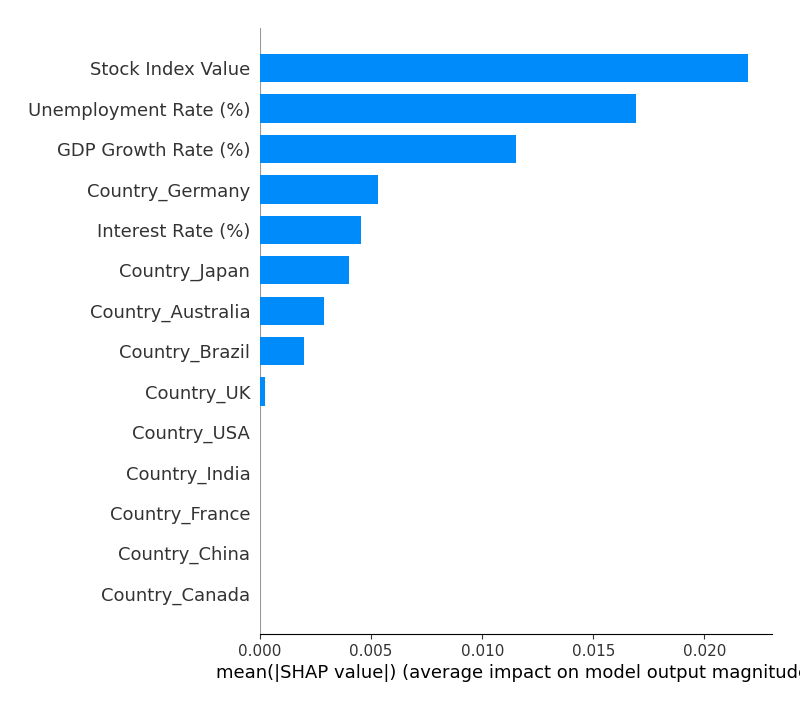 Stock Index Value
Unemployment Rate (%)
GDP Growth Rate (%)
Country_Germany
Interest Rate (%)
Country_Japan
Country_Australia
Country_Brazil
Country_UK
Country_USA
Country_India
Country_France
Country_China
Country_Canada
0.000 0.005 0.010 0.015 0.020
mean(|SHAP value|) (average impact on model output magnitude